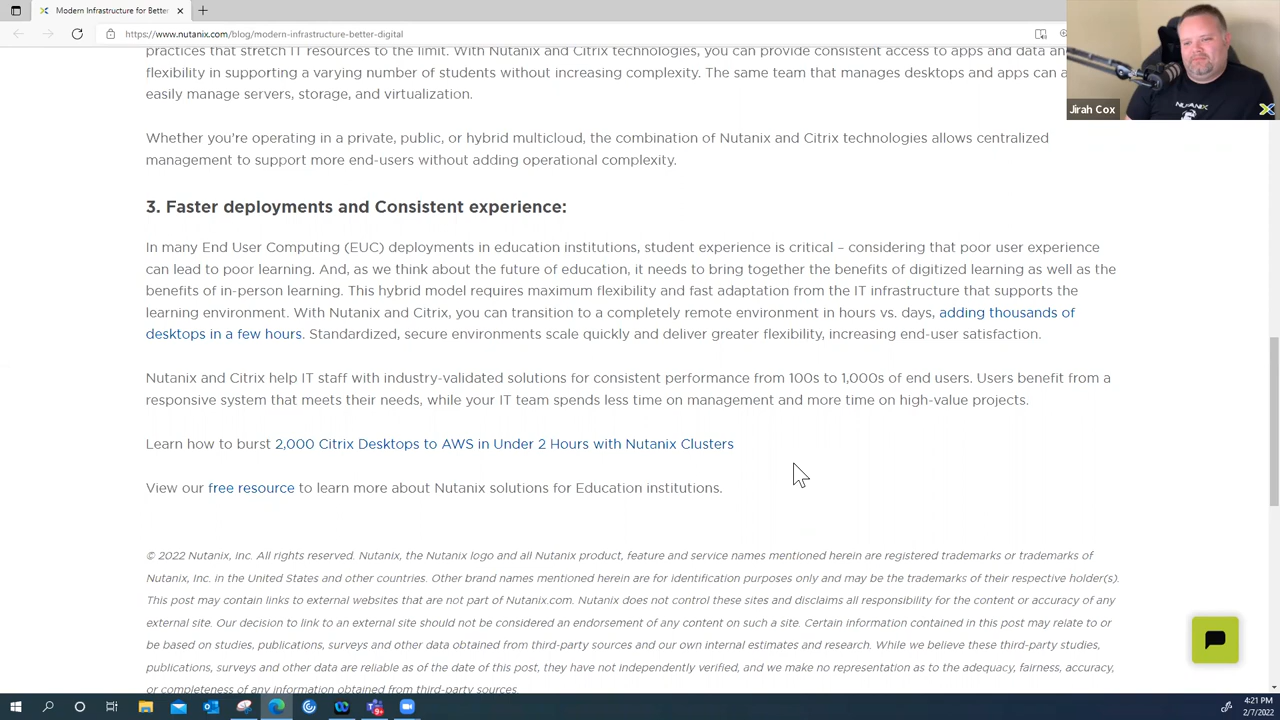 Modern Infrastructure for Better
https://www.nutanix.com/blog/modern-infrastructure-better-digital
practices that stretch IT resources to the limit. With Nutanix and Citrix technologies, you can provide consistent access to apps and data an
flexibility in supporting a varying number of students without increasing complexity. The same team that manages desktops and apps can a
easily manage servers, storage, and virtualization.
NUTANIX
Jirah Cox
Whether you're operating in a private, public, or hybrid multicloud, the combination of Nutanix and Citrix technologies allows centralized
management to support more end-users without adding operational complexity.
3. Faster deployments and Consistent experience:
In many End User Computing (EUC) deployments in education institutions, student experience is critical – considering that poor user experience
can lead to poor learning. And, as we think about the future of education, it needs to bring together the benefits of digitized learning as well as the
benefits of in-person learning. This hybrid model requires maximum flexibility and fast adaptation from the IT infrastructure that supports the
learning environment. With Nutanix and Citrix, you can transition to a completely remote environment in hours vs. days, adding thousands of
desktops in a few hours. Standardized, secure environments scale quickly and deliver greater flexibility, increasing end-user satisfaction.
Nutanix and Citrix help IT staff with industry-validated solutions for consistent performance from 100s to 1,000s of end users. Users benefit from a
responsive system that meets their needs, while your IT team spends less time on management and more time on high-value projects.
Learn how to burst 2,000 Citrix Desktops to AWS in Under 2 Hours with Nutanix Clusters
View our free resource to learn more about Nutanix solutions for Education institutions.
© 2022 Nutanix, Inc. All rights reserved. Nutanix, the Nutanix logo and all Nutanix product, feature and service names mentioned herein are registered trademarks or trademarks of
Nutanix, Inc. in the United States and other countries. Other brand names mentioned herein are for identification purposes only and may be the trademarks of their respective holder(s).
This post may contain links to external websites that are not part of Nutanix.com. Nutanix does not control these sites and disclaims all responsibility for the content or accuracy of any
external site. Our decision to link to an external site should not be considered an endorsement of any content on such a site. Certain information contained in this post may relate to or
be based on studies, publications, surveys and other data obtained from third-party sources and our own internal estimates and research. While we believe these third-party studies,
publications, surveys and other data are reliable as of the date of this post, they have not independently verified, and we make no representation as to the adequacy, fairness, accuracy,
or completeness of any information obtained from third-party sources.
4:21 PM
2/7/2022